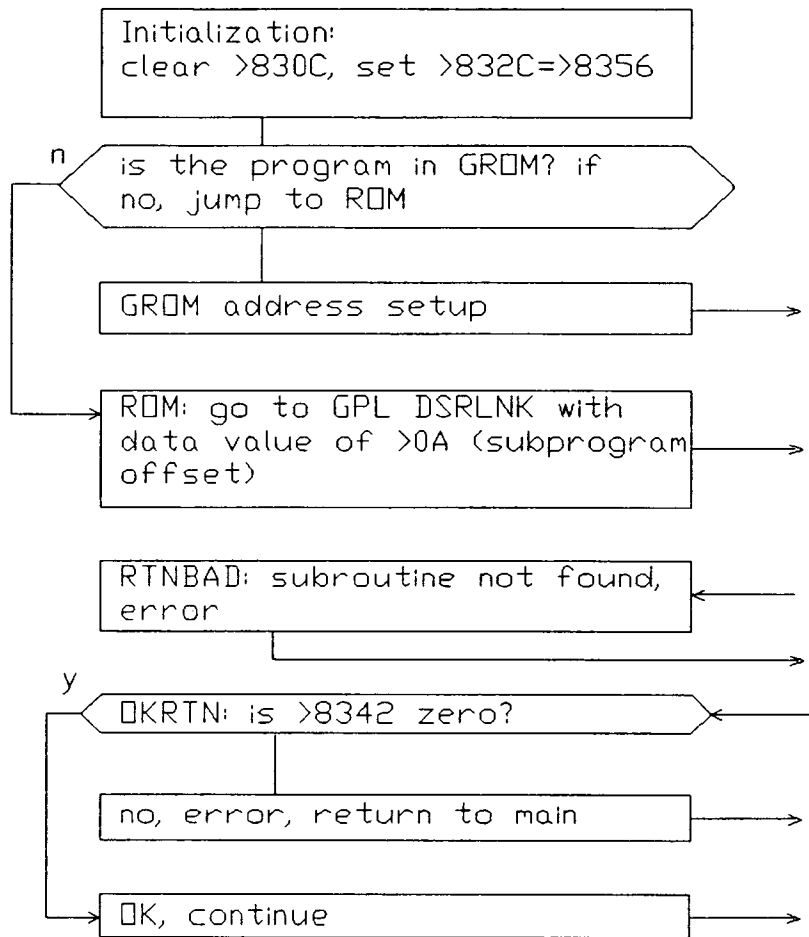 Initialization:
clear >830C, set >832C=>8356
n
is the program in GROM? if
no, jump to ROM
GROM address setup
ROM: go to GPL DSRLNK with
data value of >0A (subprogram
offset)
RTNBAD: subroutine not found,
error
y
OKRTN: is >8342 zero?
no, error, return to main
OK, continue